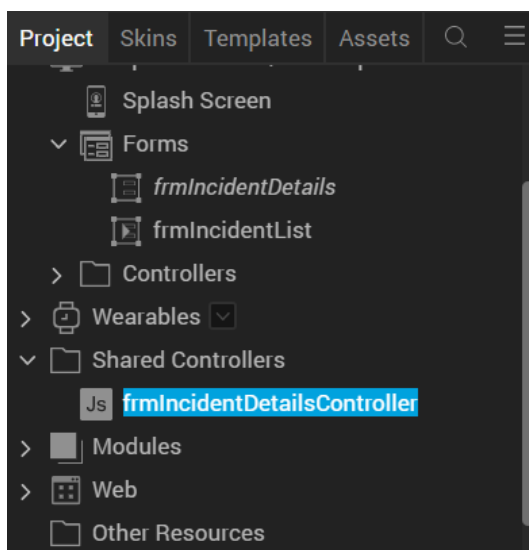 Project Skins Templates Assets
Splash Screen
Forms
frmIncidentDetails
frmIncidentList
Controllers
Wearables
Shared Controllers
Js frmIncidentDetailsController
Modules
Web
Other Resources